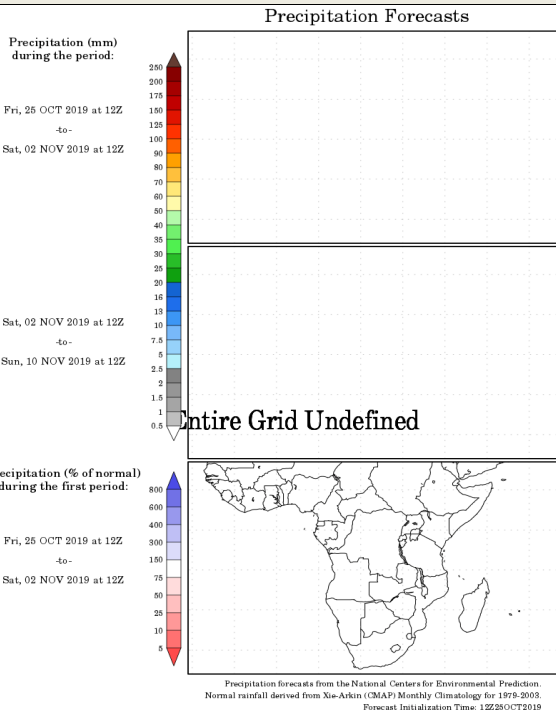 Precipitation Forecasts
Precipitation (mm)
during the period:
Fri, 25 OCT 2019 at 12Z
-to-
Sat, 02 NOV 2019 at 12Z
250
200
175
150
125
100
90
80
70
60
50
40
35
30
25
20
16
13
10
7.5
5
2.5
2
1.5
1
0.5
Sat, 02 NOV 2019 at 12Z
-to-
Sun, 10 NOV 2019 at 12Z
Entire Grid Undefined
ecipitation (% of normal)
during the first period:
800
600
400
300
150
75
50
25
10
5
Fri, 25 OCT 2019 at 12Z
-to-
Sat, 02 NOV 2019 at 12Z
Precipitation forecasts from the National Centers for Environmental Prediction.
Normal rainfall derived from Xie-Arkin (CMAP) Monthly Climatology for 1979-2003.
Forecast Initialization Time: 12Z25OCT2019